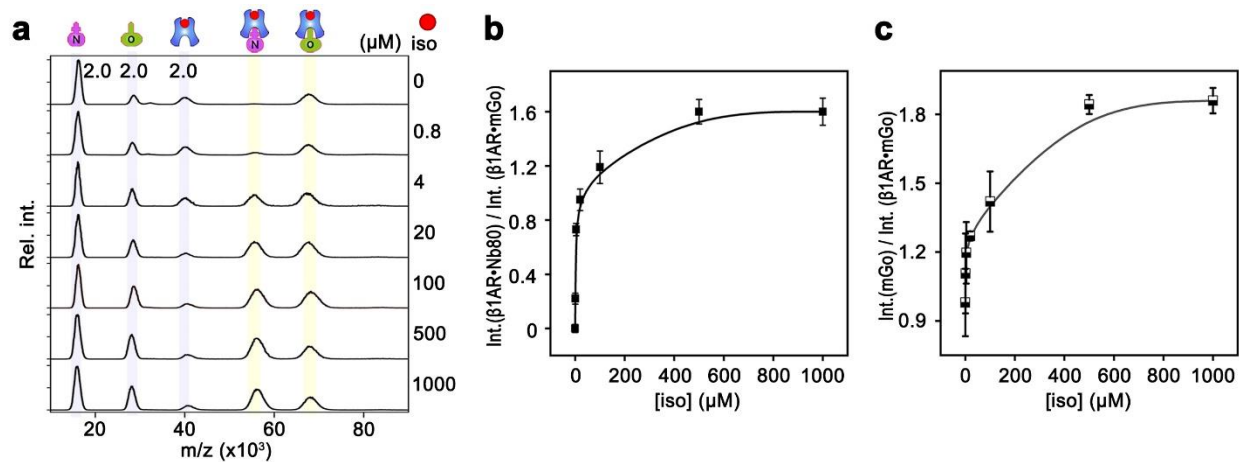 a
N
O
N
O
(μM)
iso
2.0 2.0 2.0
0
0.8
4
20
100
500
1000
Rel. int.
20 40 60 80
m/z (x10³)
b
Int.(β1AR•Nb80) / Int. (β1AR•mGo)
1.6
1.2
0.8
0.4
0
0 200 400 600 800 1000
[iso] (μM)
c
Int.(mGo) / Int. (β1AR•mGo)
1.8
1.5
1.2
0.9
0 200 400 600 800 1000
[iso] (μM)